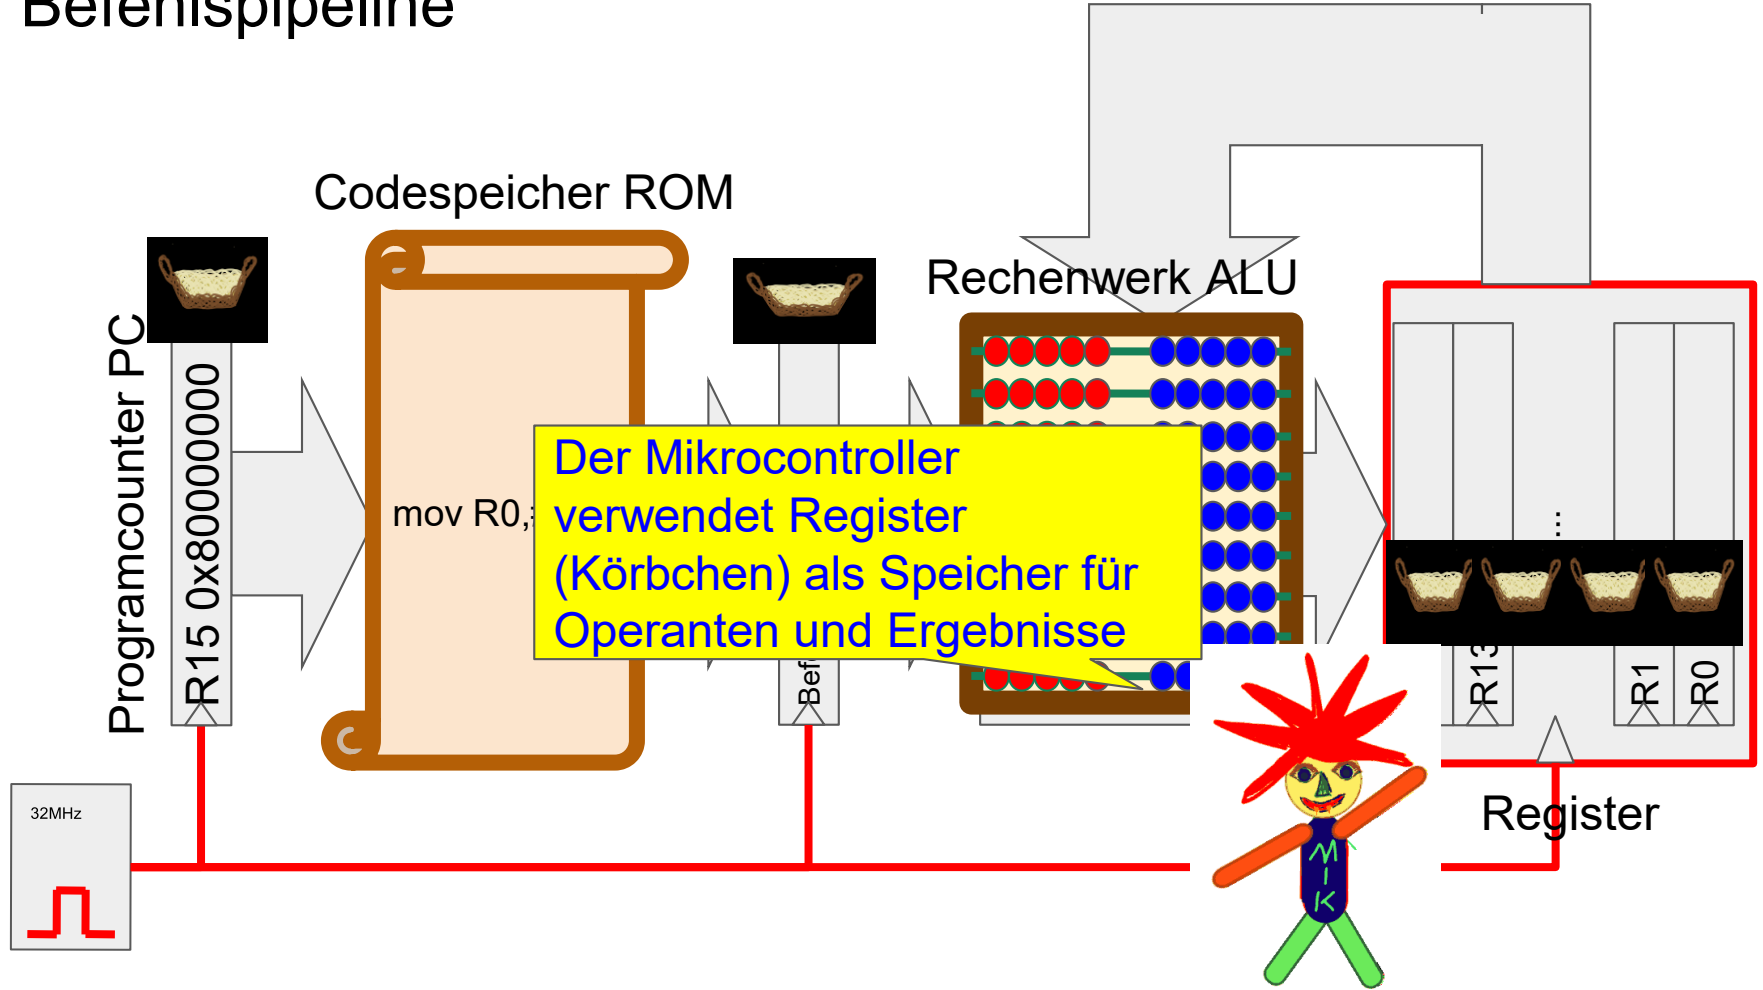 Befehlspipeline
Codespeicher ROM
Rechenwerk ALU
Programcounter PC
R15 0x80000000
mov R0,
Der Mikrocontroller
verwendet Register
(Körbchen) als Speicher für
Operanten und Ergebnisse
...
R13
R1
R0
Register
32MHz
MIK